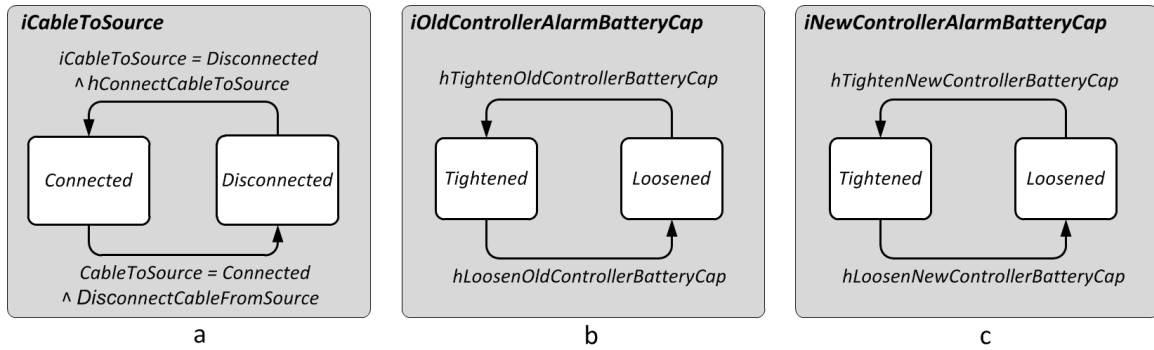 iCableToSource
iCableToSource = Disconnected
∧ hConnectCableToSource
Connected
Disconnected
CableToSource = Connected
∧ DisconnectCableFromSource
a
iOldControllerAlarmBatteryCap
hTightenOldControllerBatteryCap
Tightened
Loosened
hLoosenOldControllerBatteryCap
b
iNewControllerAlarmBatteryCap
hTightenNewControllerBatteryCap
Tightened
Loosened
hLoosenNewControllerBatteryCap
c